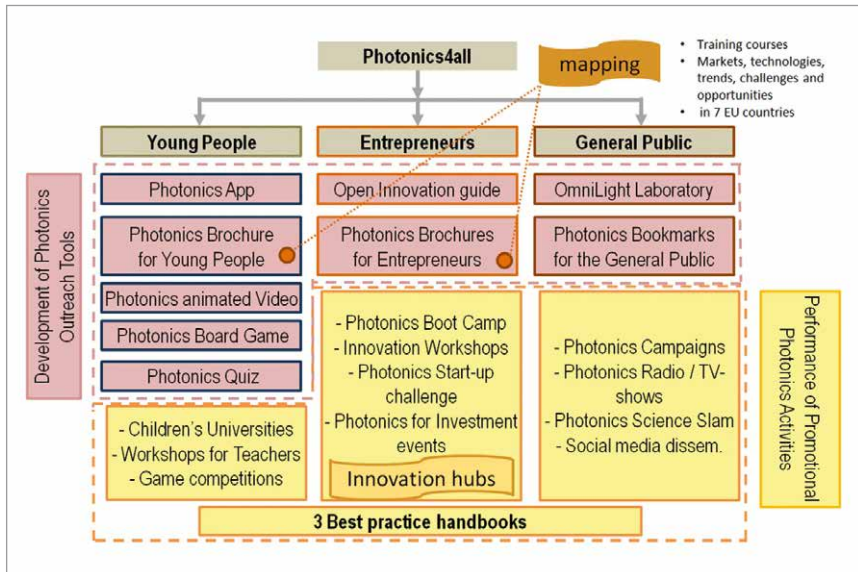 Photonics4all
mapping
• Training courses
• Markets, technologies,
trends, challenges and
opportunities
• in 7 EU countries
Young People
Entrepreneurs
General Public
Development of Photonics
Outreach Tools
Photonics App
Photonics Brochure
for Young People
Photonics animated Video
Photonics Board Game
Photonics Quiz
Open Innovation guide
Photonics Brochures
for Entrepreneurs
OmniLight Laboratory
Photonics Bookmarks
for the General Public
- Children's Universities
- Workshops for Teachers
- Game competitions
- Photonics Boot Camp
- Innovation Workshops
- Photonics Start-up
challenge
- Photonics for Investment
events
Innovation hubs
- Photonics Campaigns
- Photonics Radio / TV-
shows
- Photonics Science Slam
- Social media dissem.
Performance of Promotional
Photonics Activities
3 Best practice handbooks